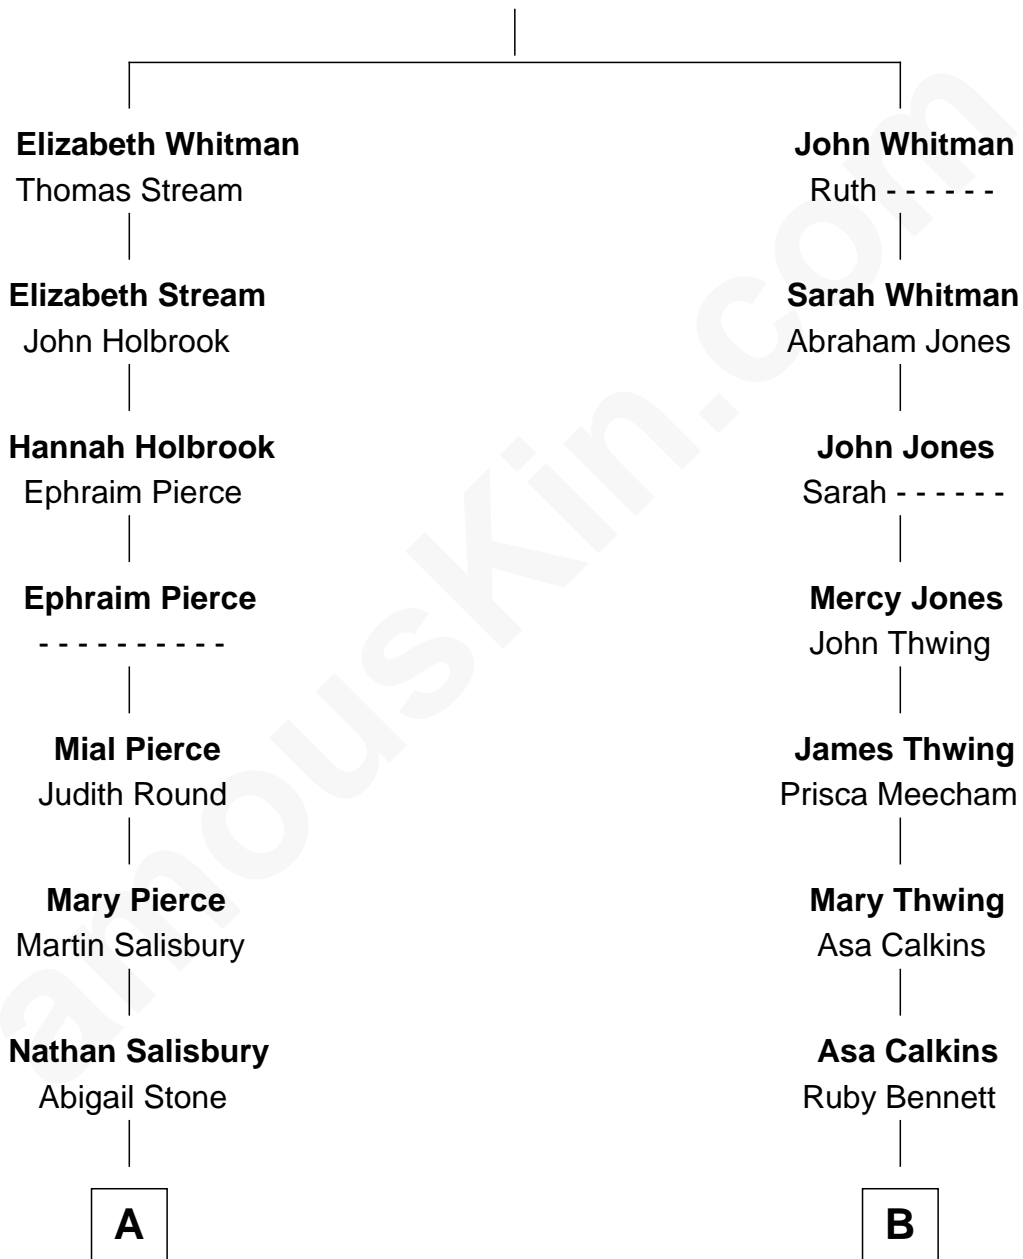 Elizabeth Whitman
Thomas Stream
Elizabeth Stream
John Holbrook
Hannah Holbrook
Ephraim Pierce
Ephraim Pierce
- - - - - - - - - -
Mial Pierce
Judith Round
Mary Pierce
Martin Salisbury
Nathan Salisbury
Abigail Stone
A
John Whitman
Ruth - - - - - -
Sarah Whitman
Abraham Jones
John Jones
Sarah - - - - - -
Mercy Jones
John Thwing
James Thwing
Prisca Meecham
Mary Thwing
Asa Calkins
Asa Calkins
Ruby Bennett
B
amousKin.com